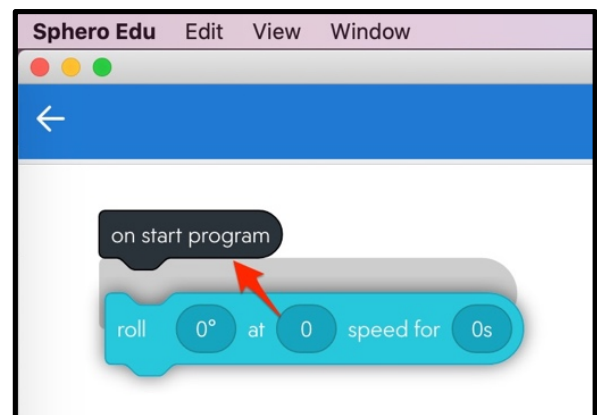 Sphero Edu Edit View Window
on start program
roll 0° at 0 speed for 0s